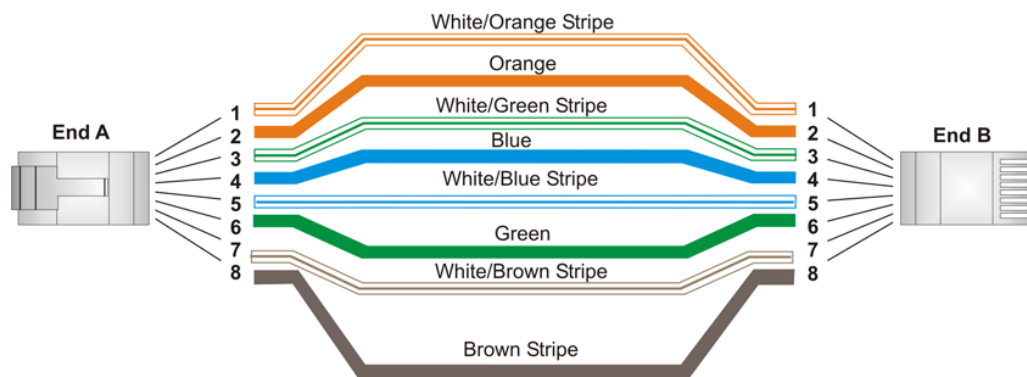 White/Orange Stripe
Orange
White/Green Stripe
Blue
White/Blue Stripe
Green
White/Brown Stripe
Brown Stripe
End A
1
2
3
4
5
6
7
8
1
2
3
4
5
6
7
8
End B